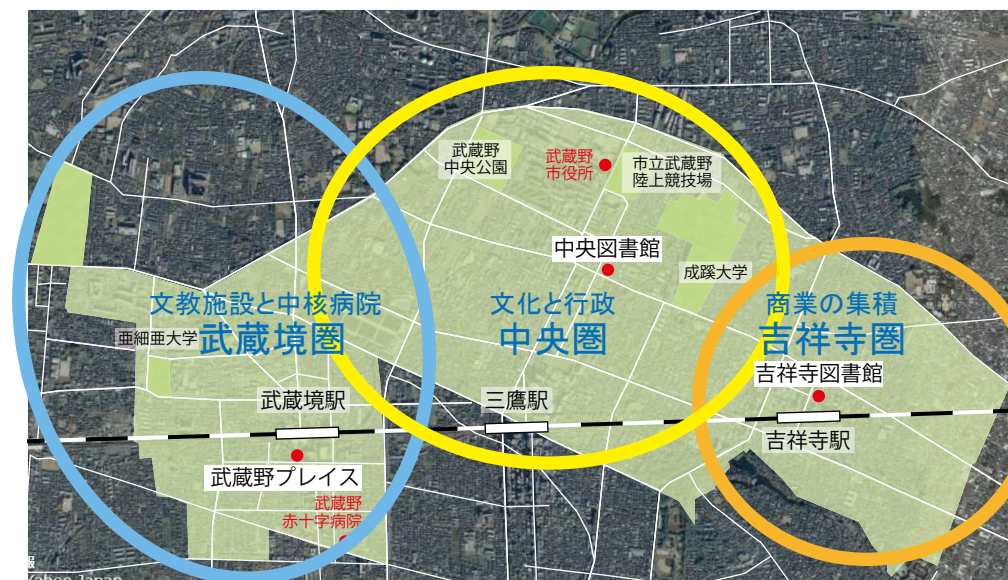 武蔵野
中央公園
武蔵野
市役所
市立武蔵野
陸上競技場
中央図書館
成蹊大学
文教施設と中核病院
武蔵境圏
文化と行政
中央圏
商業の集積
吉祥寺圏
亜細亜大学
吉祥寺図書館
武蔵境駅
三鷹駅
吉祥寺駅
武蔵野プレイス
武蔵野
赤十字病院
報
Yahoo Japan